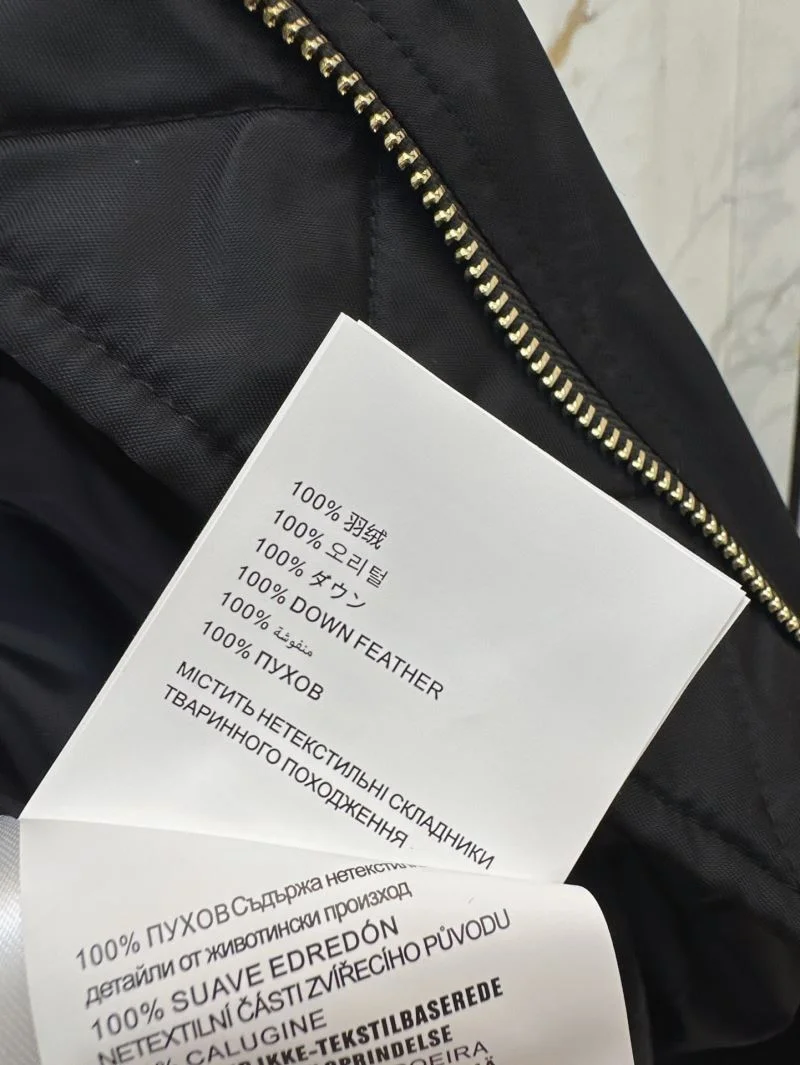 100% 羽绒
100% 오리털
100% ダウン
100% DOWN FEATHER
100% منفوشة
100% ПУХОВ
МІСТИТЬ НЕТЕКСТИЛЬНІ СКЛАДНИКИ
ТВАРИННОГО ПОХОДЖЕННЯ
100% ПУХОВ Съдържа
детайли от животински произход
100% SUAVE EDREDÓN
NETEXTILNÍ ČÁSTI ZVÍŘECÍHO PŮVODU
% CALUGINE
IKKE-TEKSTILBASEREDE
OPRINDELSE